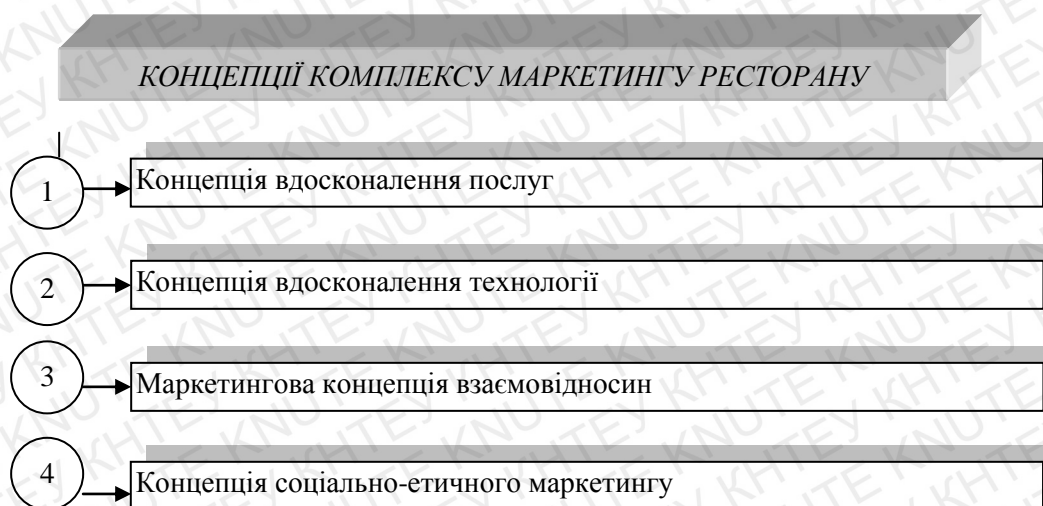 КОНЦЕПЦІЇ КОМПЛЕКСУ МАРКЕТИНГУ РЕСТОРАНУ
1
Концепція вдосконалення послуг
2
Концепція вдосконалення технології
3
Маркетингова концепція взаємовідносин
4
Концепція соціально-етичного маркетингу